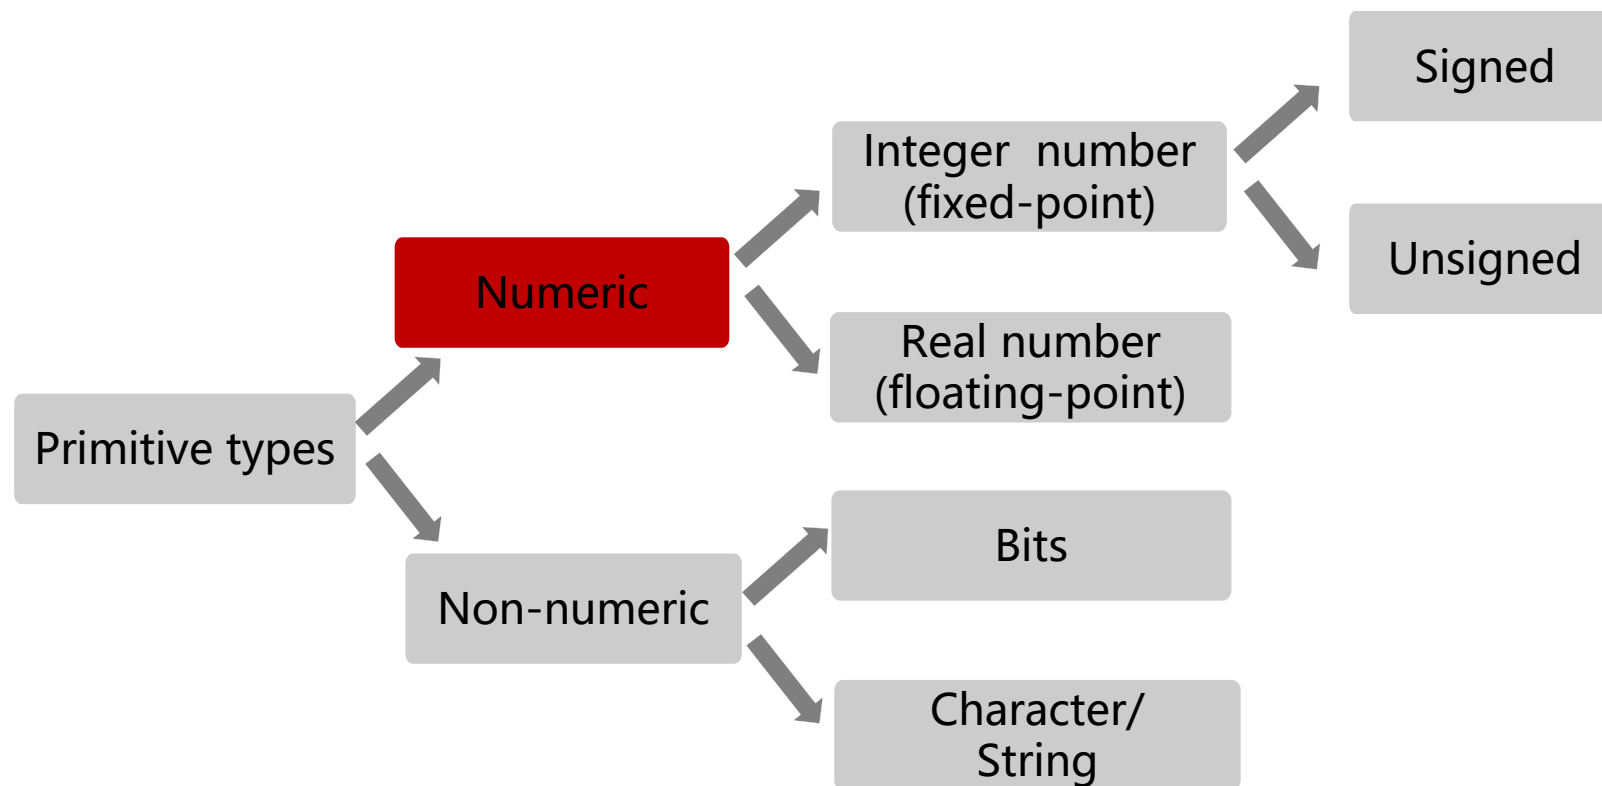 Signed
Integer number
(fixed-point)
Unsigned
Numeric
Real number
(floating-point)
Primitive types
Bits
Non-numeric
Character/
String